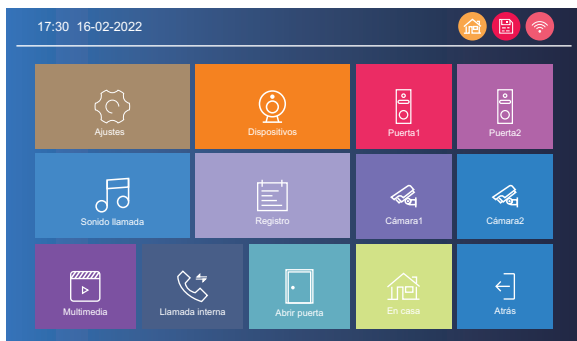 17:30 16-02-2022
Ajustes
Dispositivos
Puerta1
Puerta2
Sonido llamada
Registro
Cámara1
Cámara2
Multimedia
Llamada interna
Abrir puerta
En casa
Atrás